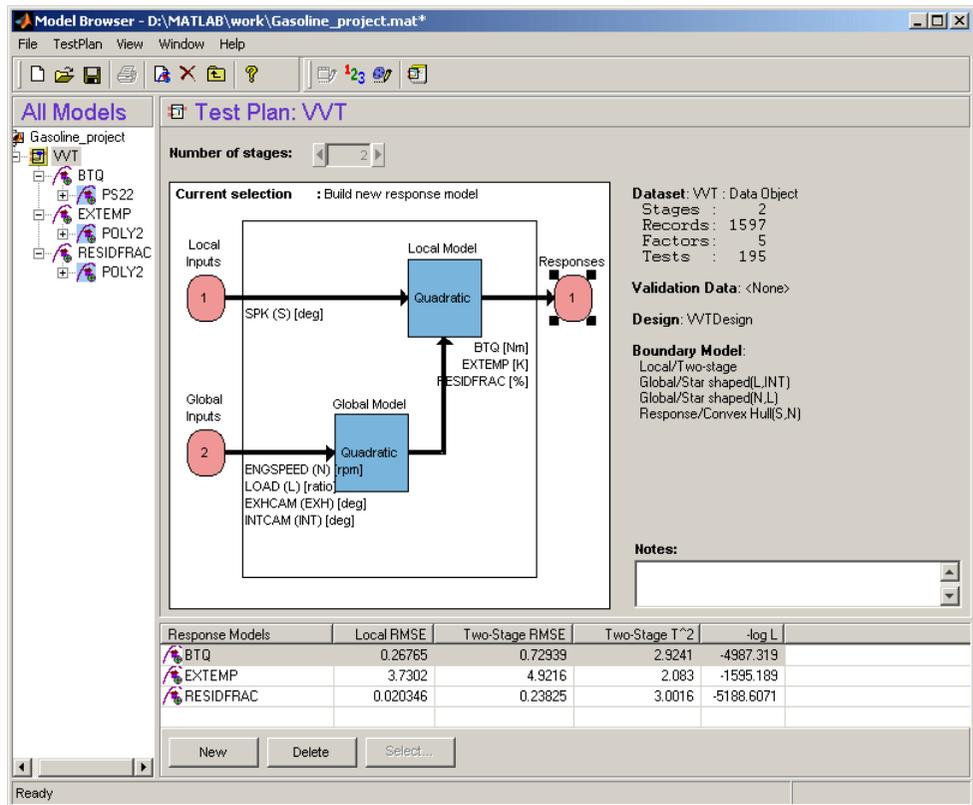 Model Browser - D:\MATLAB\work\Gasoline_project.mat*
File TestPlan View Window Help
All Models
Gasoline_project
VVT
BTQ
PS22
EXTEMP
POLY2
RESIDFRAC
POLY2
Test Plan: VVT
Number of stages: 2
Current selection : Build new response model
Local
Inputs
1
SPK (S) [deg]
Local Model
Quadratic
Responses
1
BTQ [Nm]
EXTEMP [K]
RESIDFRAC [%]
Global
Inputs
2
Global Model
Quadratic
ENGSPEED (N) [rpm]
LOAD (L) [ratio]
EXHCAM (EXH) [deg]
INTCAM (INT) [deg]
Dataset: VVT : Data Object
Stages : 2
Records: 1597
Factors: 5
Tests : 195
Validation Data: <None>
Design: VVTDesign
Boundary Model:
Local/Two-stage
Global/Star shaped(L,INT)
Global/Star shaped(N,L)
Response/Convex Hull(S,N)
Notes:
Response Models Local RMSE Two-Stage RMSE Two-Stage T^2 -log L
BTQ 0.26765 0.72939 2.9241 -4987.319
EXTEMP 3.7302 4.9216 2.083 -1595.189
RESIDFRAC 0.020346 0.23825 3.0016 -5188.6071
New Delete Select...
Ready